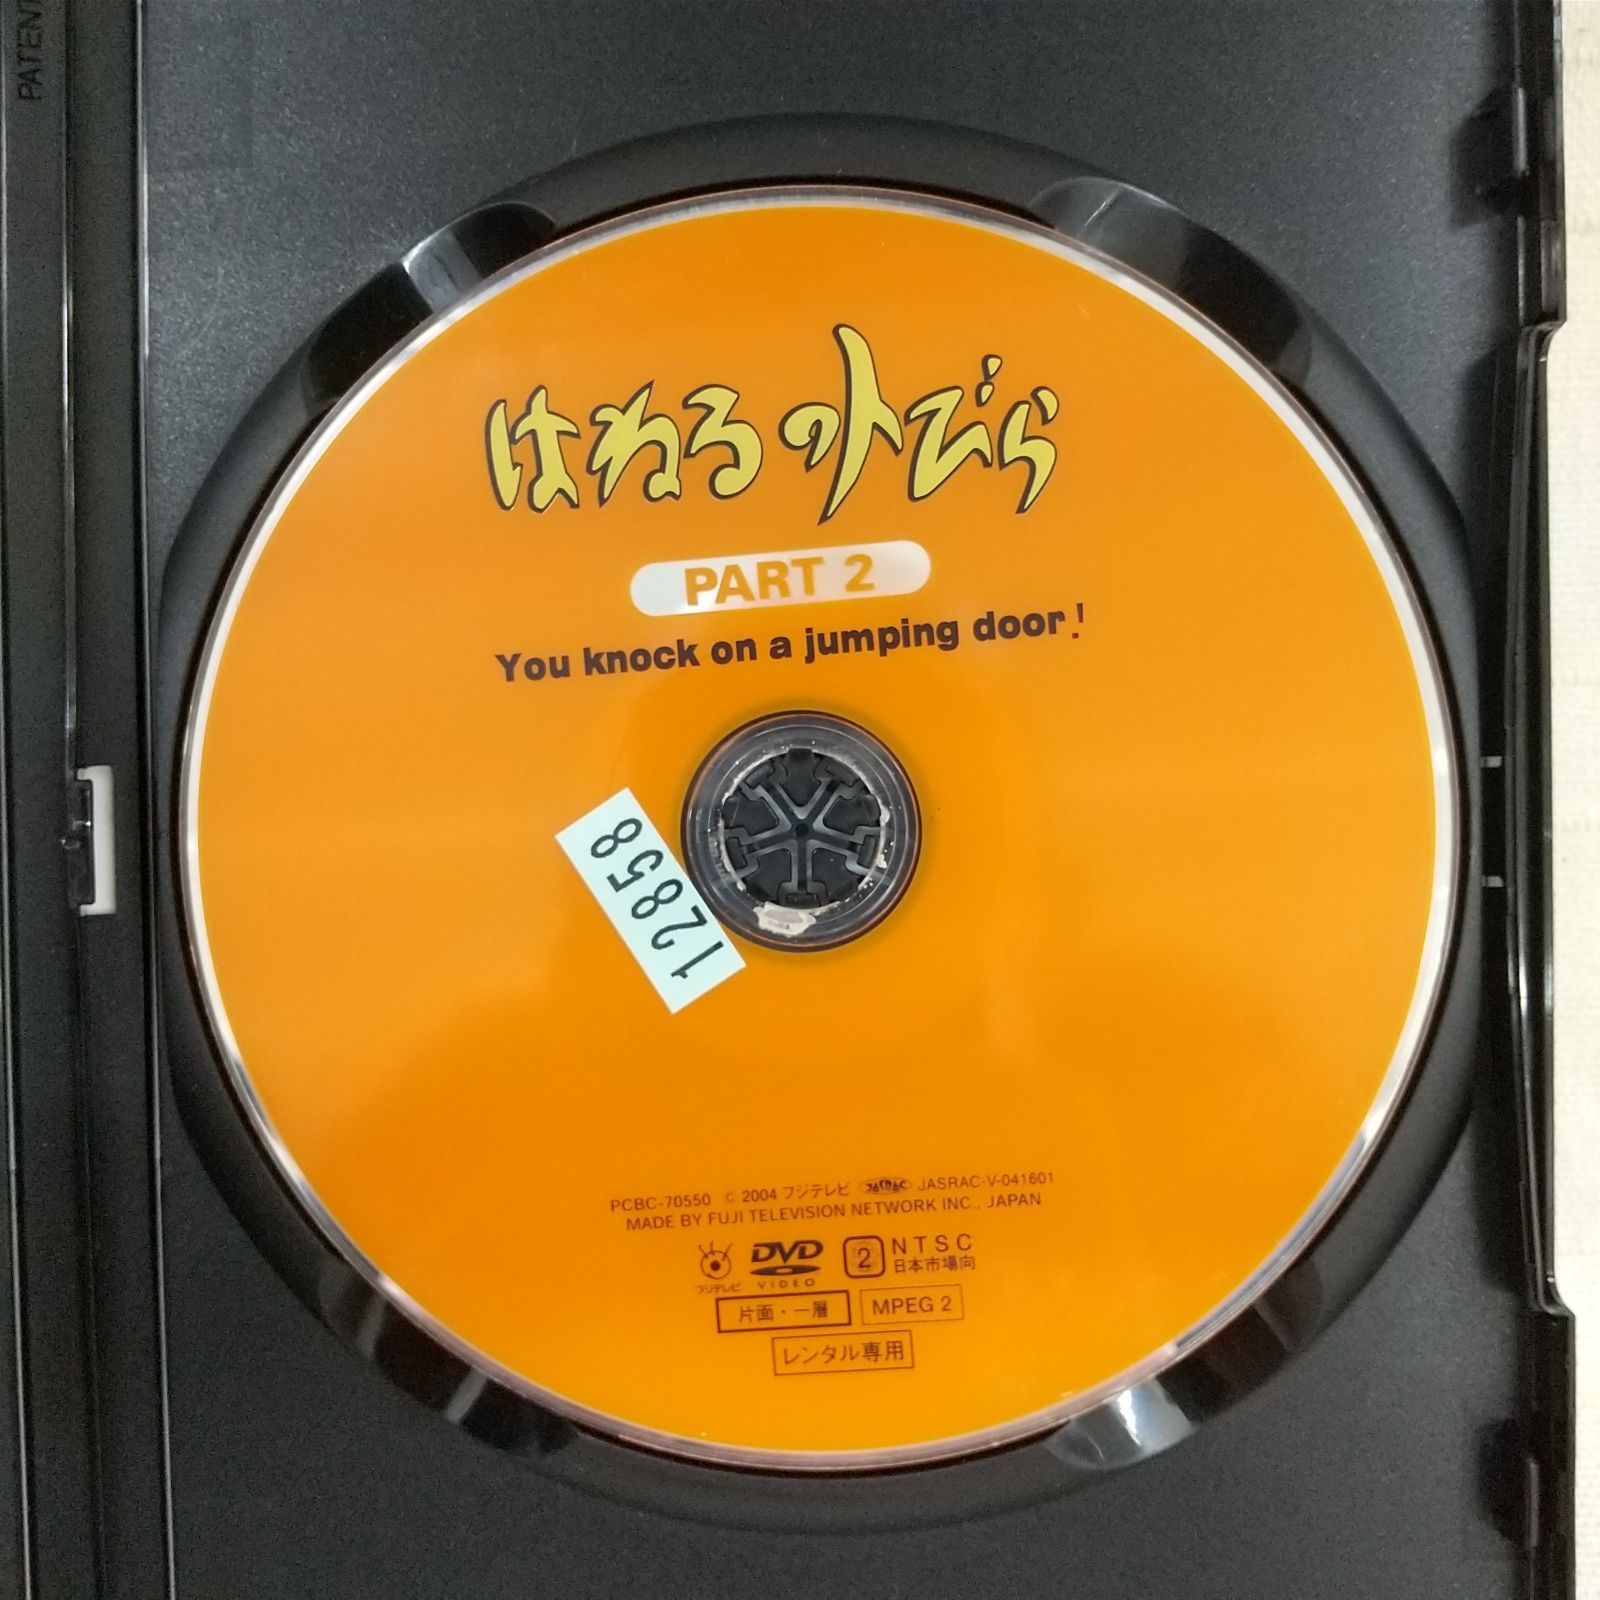 PATENT
はねるのトびら
PART 2
You knock on a jumping door!
12858
PCBC-70550 © 2004 フジテレビ JASRAC JASRAC-V-041601
MADE BY FUJI TELEVISION NETWORK INC., JAPAN
フジテレビ DVD VIDEO 2 NTSC 日本市場向
片面・一層 MPEG 2
レンタル専用